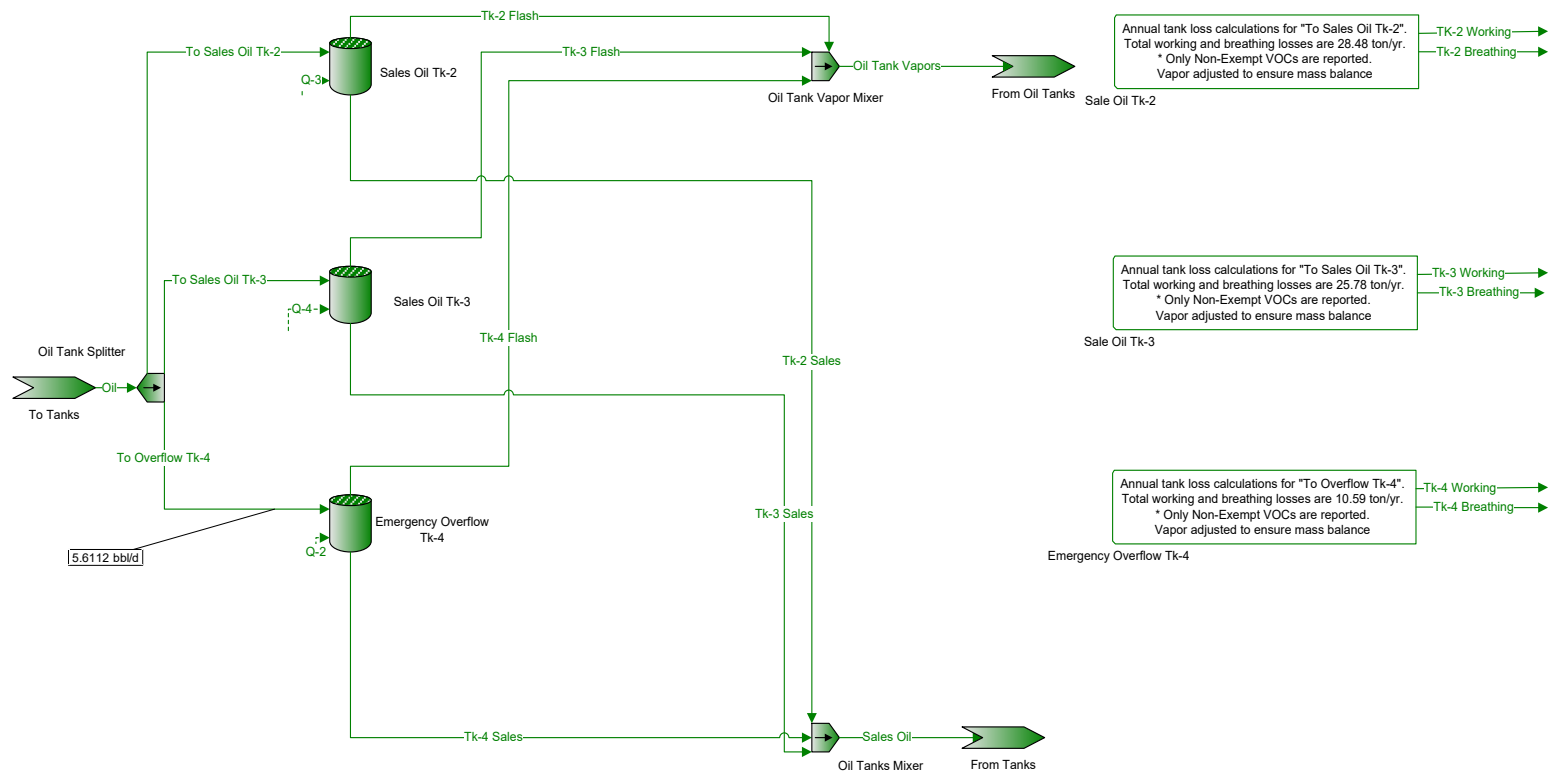 Tk-2 Flash
To Sales Oil Tk-2
Q-3
Sales Oil Tk-2
Tk-3 Flash
Oil Tank Vapors
Oil Tank Vapor Mixer
From Oil Tanks
Annual tank loss calculations for "To Sales Oil Tk-2".
Total working and breathing losses are 28.48 ton/yr.
* Only Non-Exempt VOCs are reported.
Vapor adjusted to ensure mass balance
Sale Oil Tk-2
TK-2 Working
Tk-2 Breathing
To Sales Oil Tk-3
Q-4
Sales Oil Tk-3
Tk-4 Flash
Annual tank loss calculations for "To Sales Oil Tk-3".
Total working and breathing losses are 25.78 ton/yr.
* Only Non-Exempt VOCs are reported.
Vapor adjusted to ensure mass balance
Sale Oil Tk-3
Tk-3 Working
Tk-3 Breathing
Oil Tank Splitter
Oil
To Tanks
Tk-2 Sales
To Overflow Tk-4
Emergency Overflow
Tk-4
Q-2
5.6112 bbl/d
Tk-3 Sales
Annual tank loss calculations for "To Overflow Tk-4".
Total working and breathing losses are 10.59 ton/yr.
* Only Non-Exempt VOCs are reported.
Vapor adjusted to ensure mass balance
Emergency Overflow Tk-4
Tk-4 Working
Tk-4 Breathing
Tk-4 Sales
Sales Oil
Oil Tanks Mixer
From Tanks